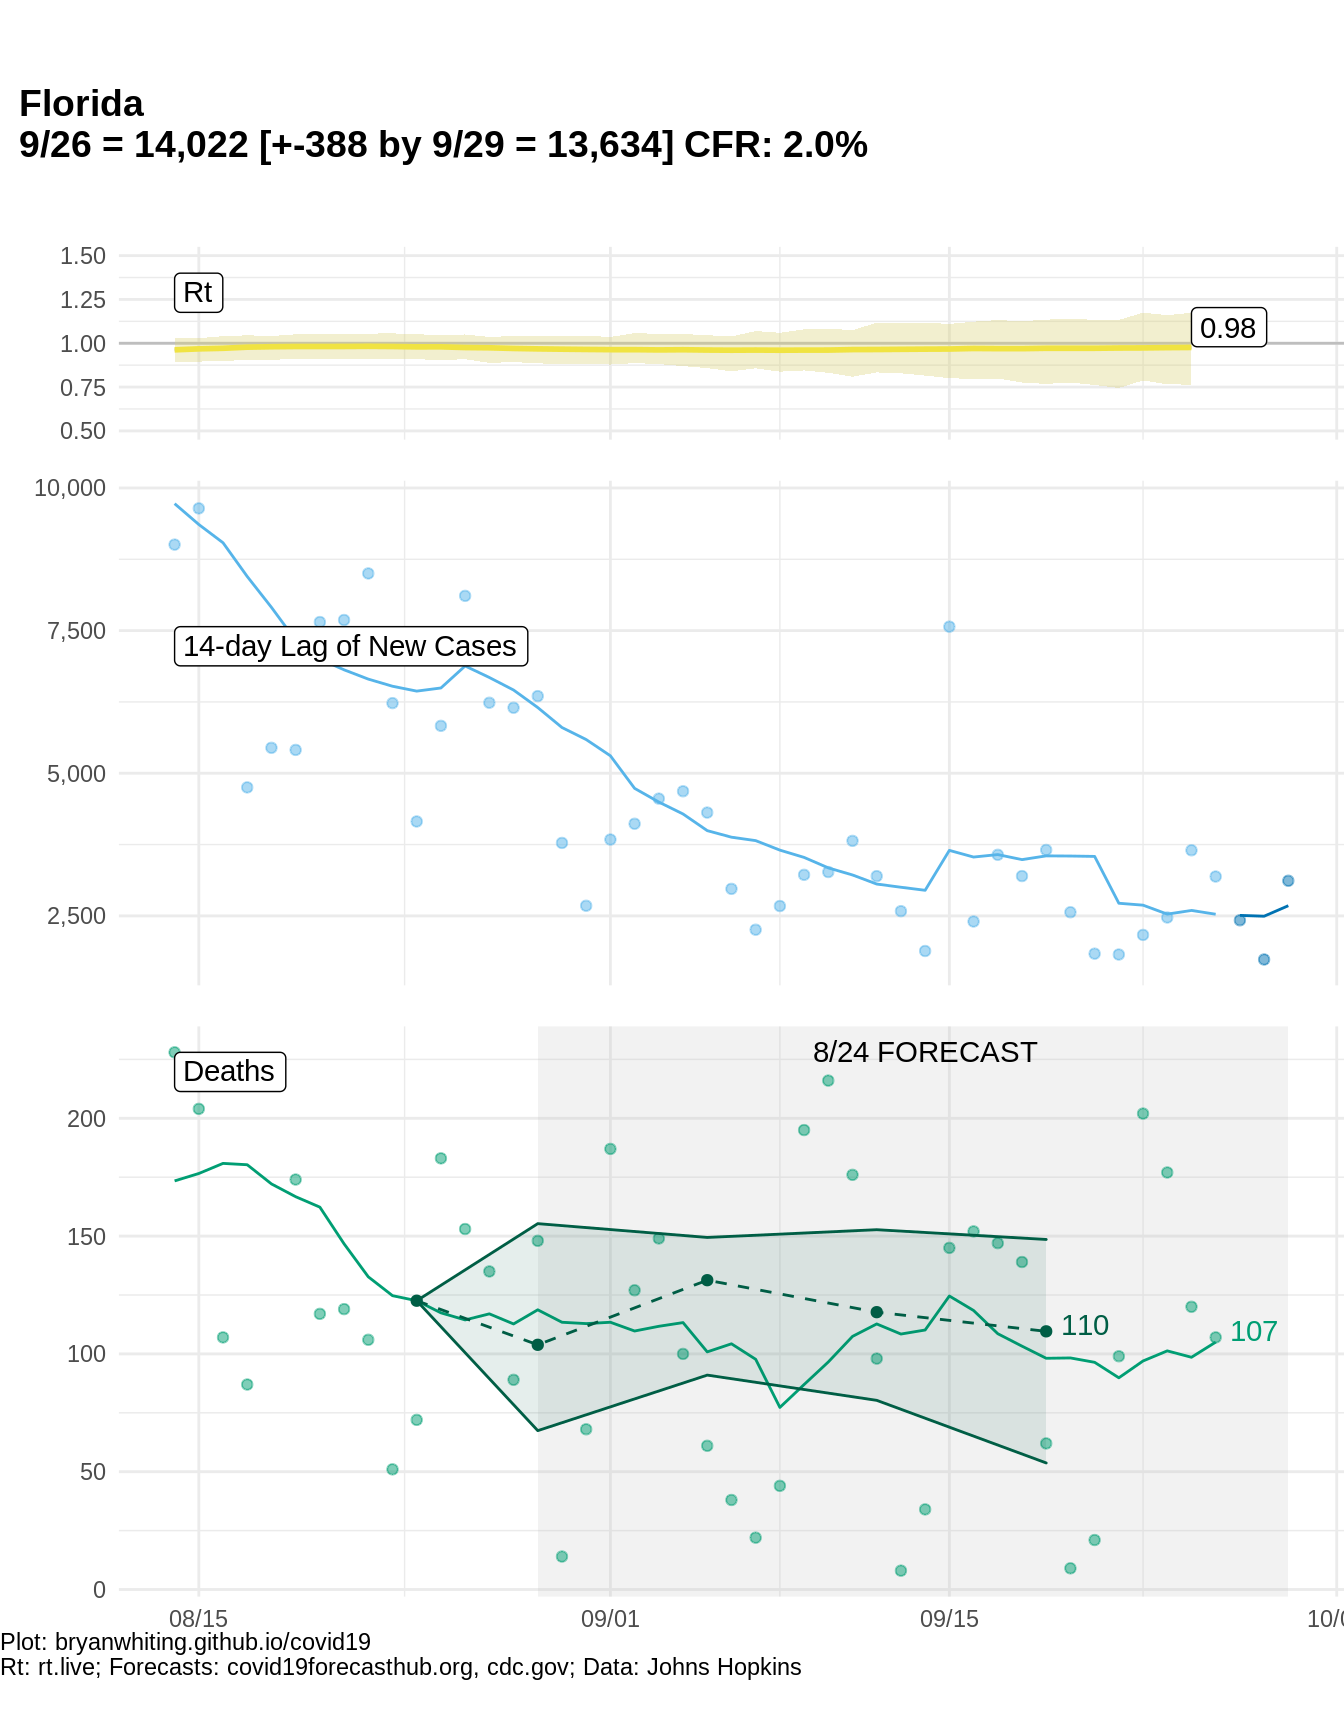 Florida
9/26 = 14,022 [+-388 by 9/29 = 13,634] CFR: 2.0%
1.50
1.25
1.00
0.75
0.50
Rt
0.98
10,000
7,500
5,000
2,500
14-day Lag of New Cases
8/24 FORECAST
Deaths
200
150
100
50
0
110
107
08/15
09/01
09/15
Plot: bryanwhiting.github.io/covid19
Rt: rt.live; Forecasts: covid19forecasthub.org, cdc.gov; Data: Johns Hopkins